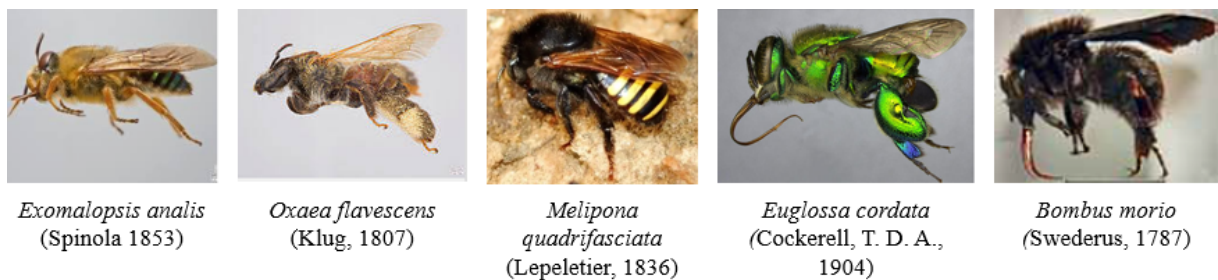 Exomalopsis analis
(Spinola 1853)
Oxaea flavescens
(Klug, 1807)
Melipona
quadrifasciata
(Lepeletier, 1836)
Euglossa cordata
(Cockerell, T. D. A.,
1904)
Bombus morio
(Swederus, 1787)